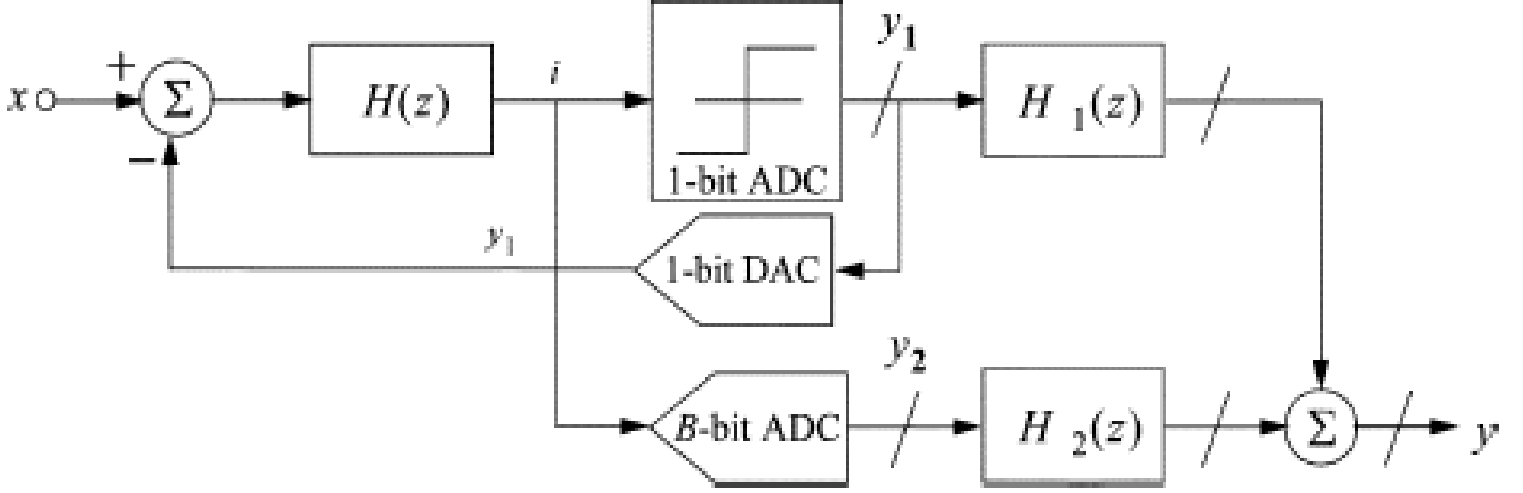 y₁
+
x
Σ
H(z)
i
H ₁(z)
−
1-bit ADC
y₁
1-bit DAC
y₂
B-bit ADC
H ₂(z)
Σ
y